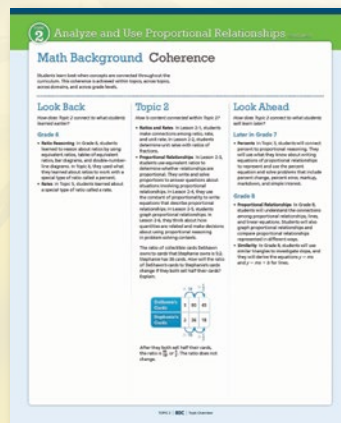 2 Analyze and Use Proportional Relationships
Math Background Coherence
Students learn best when concepts are connected throughout the
curriculum. This coherence is achieved within topics, across topics,
across domains, and across grade levels.
Look Back
How does Topic 2 connect to what students
learned earlier?
Grade 6
• Ratio Reasoning In Grade 6, students
learned to reason about ratios by using
equivalent ratios, tables of equivalent
ratios, bar diagrams, and double-number-
line diagrams. In Topic 6, they used what
they learned about ratios to work with a
special type of ratio called a percent.
• Rates In Topic 5, students learned about
a special type of ratio called a rate.
Topic 2
How is content connected within Topic 2?
• Ratios and Rates In Lesson 2-1, students
make connections among ratio, rate,
and unit rate. In Lesson 2-2, students
determine unit rates with ratios of
fractions.
• Proportional Relationships In Lesson 2-3,
students use equivalent ratios to
determine whether relationships are
proportional. They write and solve
proportions to answer questions about
situations involving proportional
relationships. In Lesson 2-4, they use
the constant of proportionality to write
equations that describe proportional
relationships. In Lesson 2-5, students
graph proportional relationships. In
Lesson 2-6, they think about how
quantities are related and make decisions
about using proportional reasoning
in problem solving contexts.
The ratio of collectible cards
owns to cards that Stephanie owns is 5:2.
Stephanie has 36 cards. How will the ratio
of cards to Stephanie's cards
change if they both sell half their cards?
Explain.
Cards 5 90 45
Stephanie's
Cards 2 36 18
After they both sell half their cards,
the ratio is 45/18, or 5/2. The ratio does not
change.
Look Ahead
How does Topic 2 connect to what students
will learn later?
Later in Grade 7
• Percents In Topic 3, students will connect
percent to proportional reasoning. They
will use what they know about writing
equations of proportional relationships
to represent and use the percent
equation and solve problems that include
percent change, percent error, markup,
markdown, and simple interest.
Grade 8
• Proportional Relationships In Grade 8,
students will understand the connections
among proportional relationships, lines,
and linear equations. Students will also
graph proportional relationships and
compare proportional relationships
represented in different ways.
• Similarity In Grade 8, students will use
similar triangles to investigate slope, and
they will derive the equations y = mx
and y = mx + b for lines.
Topic Overview